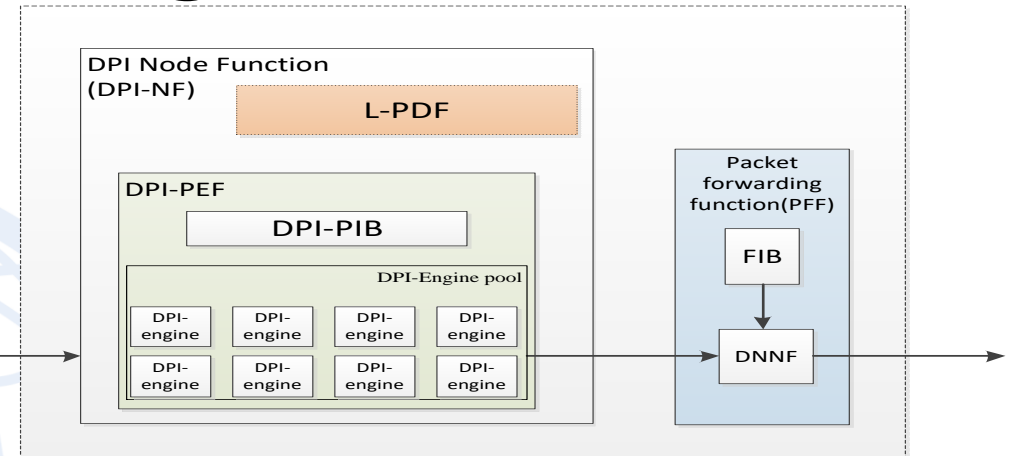 DPI Node Function
(DPI-NF)
L-PDF
DPI-PEF
DPI-PIB
DPI-Engine pool
DPI-
engine
DPI-
engine
DPI-
engine
DPI-
engine
DPI-
engine
DPI-
engine
DPI-
engine
DPI-
engine
Packet
forwarding
function(PFF)
FIB
DNNF